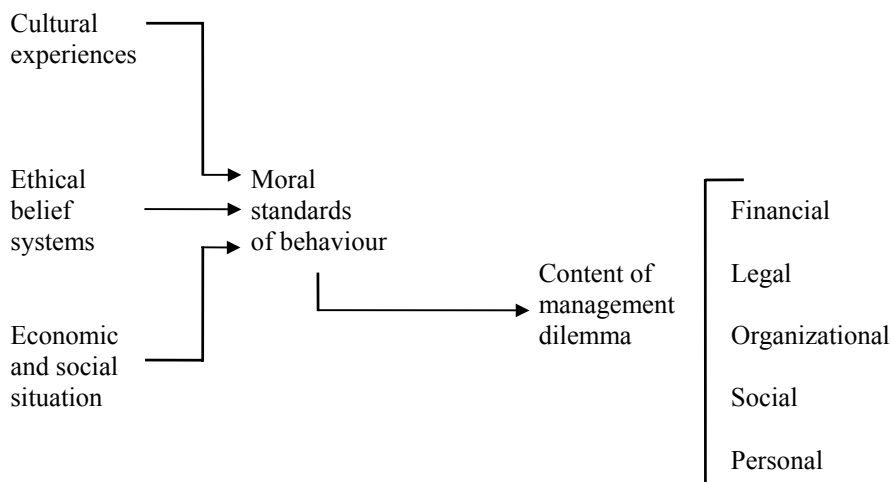 Cultural
experiences
Ethical
belief
systems
Economic
and social
situation
Moral
standards
of behaviour
Content of
management
dilemma
Financial
Legal
Organizational
Social
Personal